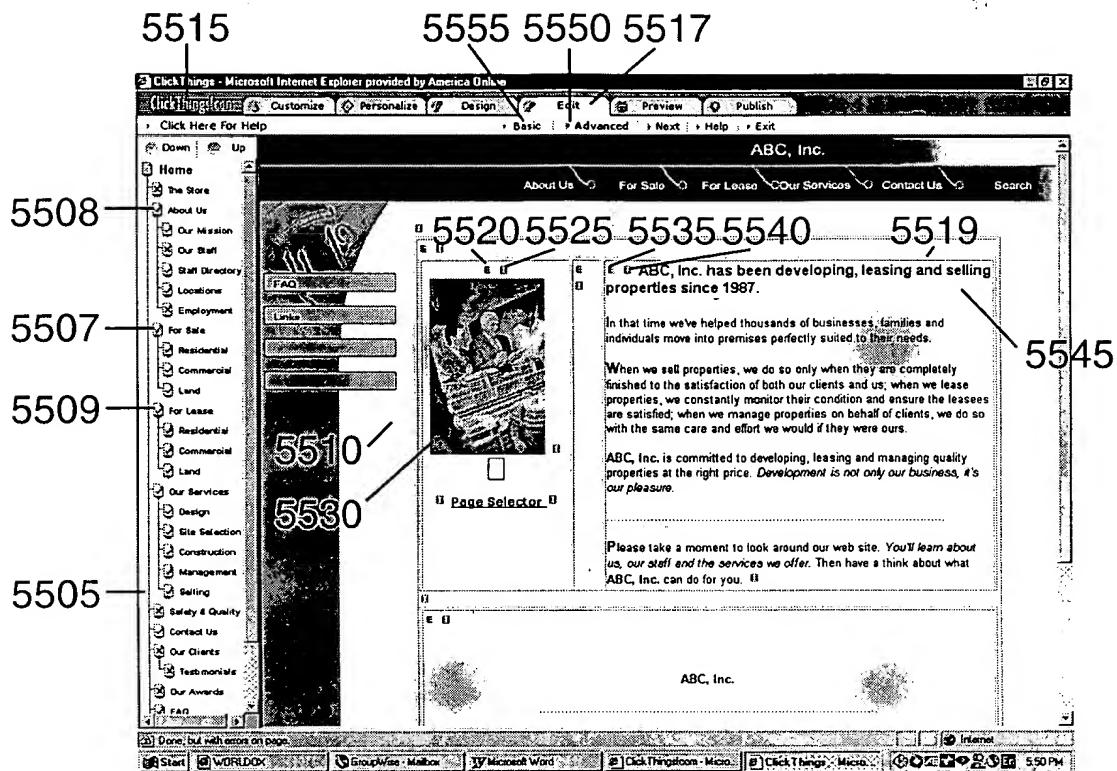 5515 5555 5550 5517
ClickThings - Microsoft Internet Explorer provided by America Online
ClickThings!com Customize Personalize Design Edit Preview Publish
Click Here For Help Basic Advanced Next Help Exit
Down Up
ABC, Inc.
About Us For Sale For Lease Our Services Contact Us Search
Home
The Store
About Us
Our Mission
Our Staff
Staff Directory
Locations
Employment
For Sale
Residential
Commercial
Land
For Lease
Residential
Commercial
Land
Our Services
Design
Site Selection
Construction
Management
Selling
Safety & Quality
Contact Us
Our Clients
Testimonials
Our Awards
FAQ
5508
5507
5509
5505
5520 5525 5535 5540 5519
5545
5510
5530
FAQ
Links
E I
E I
E I
E I
Page Selector
ABC, Inc. has been developing, leasing and selling
properties since 1987.
In that time we've helped thousands of businesses, families and
individuals move into premises perfectly suited to their needs.
When we sell properties, we do so only when they are completely
finished to the satisfaction of both our clients and us; when we lease
properties, we constantly monitor their condition and ensure the leasees
are satisfied; when we manage properties on behalf of clients, we do so
with the same care and effort we would if they were ours.
ABC, Inc. is committed to developing, leasing and managing quality
properties at the right price. Development is not only our business, it's
our pleasure.
Please take a moment to look around our web site. You'll learn about
us, our staff and the services we offer. Then have a think about what
ABC, Inc. can do for you.
E I
ABC, Inc.
Done, but with errors on page. Internet
Start WORLDOX GroupWise - Mailbox Microsoft Word ClickThings!com - Micro... ClickThings - Micro... 5:50 PM